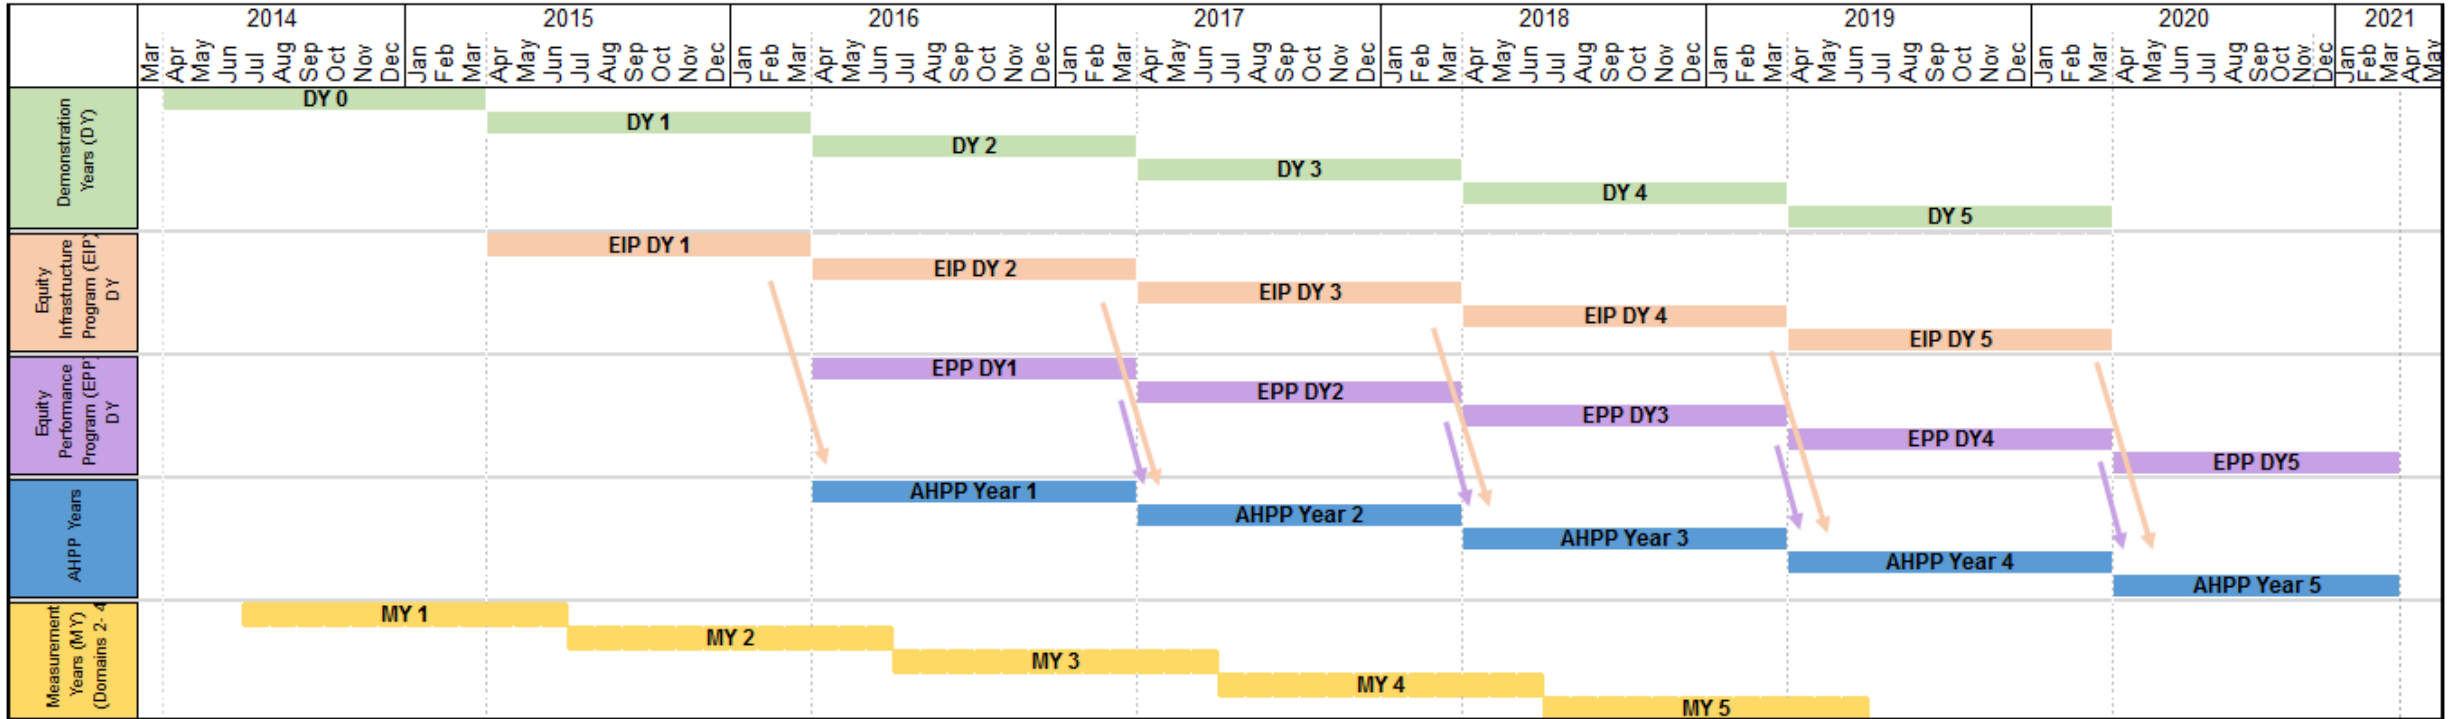 2014 2015 2016 2017 2018 2019 2020 2021
Mar Apr May Jun Jul Aug Sep Oct Nov Dec Jan Feb Mar Apr May Jun Jul Aug Sep Oct Nov Dec Jan Feb Mar Apr May Jun Jul Aug Sep Oct Nov Dec Jan Feb Mar Apr May Jun Jul Aug Sep Oct Nov Dec Jan Feb Mar Apr May Jun Jul Aug Sep Oct Nov Dec Jan Feb Mar Apr May Jun Jul Aug Sep Oct Nov Dec Jan Feb Mar Apr May Jun Jul Aug Sep Oct Nov Dec Jan Feb Mar Apr May
Demonstration
Years (DY)
DY 0
DY 1
DY 2
DY 3
DY 4
DY 5
Equity
Infrastructure
Program (EIP)
DY
EIP DY 1
EIP DY 2
EIP DY 3
EIP DY 4
EIP DY 5
Equity
Performance
Program (EPP
DY
EPP DY1
EPP DY2
EPP DY3
EPP DY4
EPP DY5
AHPP Years
AHPP Year 1
AHPP Year 2
AHPP Year 3
AHPP Year 4
AHPP Year 5
Measurement
Years (MY)
(Domains 2- 4
MY 1
MY 2
MY 3
MY 4
MY 5